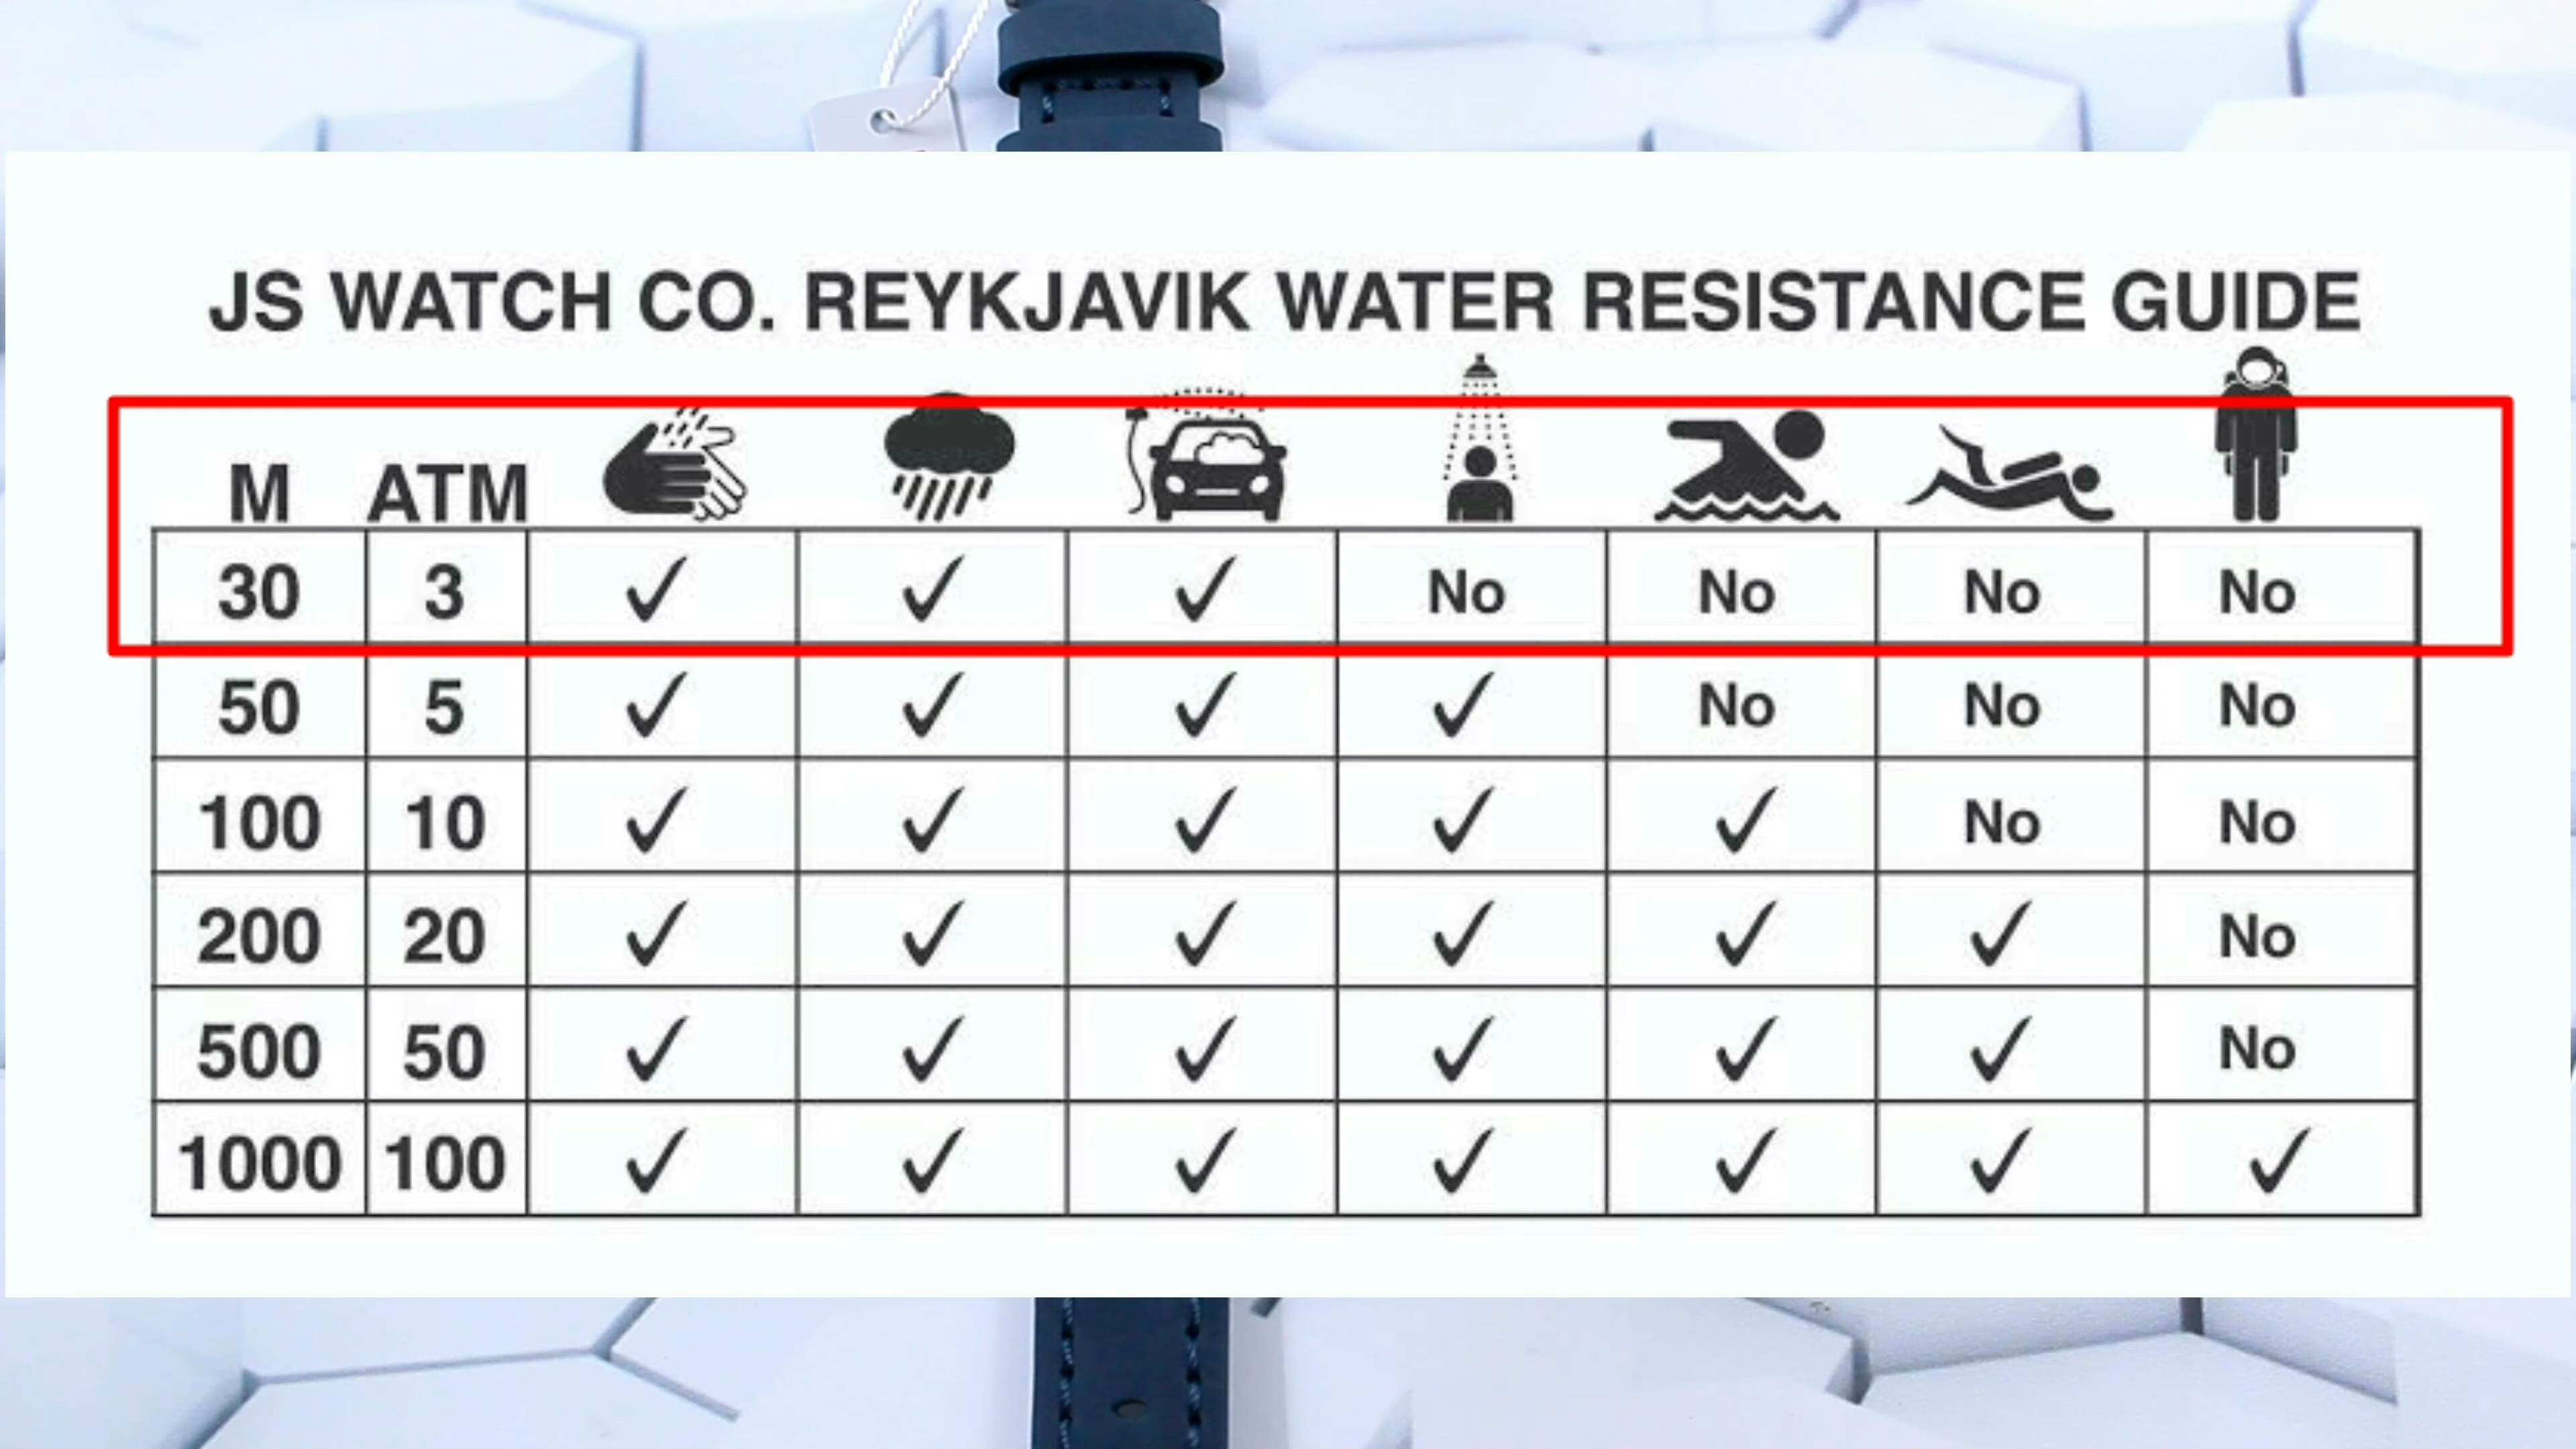 JS WATCH CO. REYKJAVIK WATER RESISTANCE GUIDE
M ATM
30 3 ✓ ✓ ✓ No No No No
50 5 ✓ ✓ ✓ ✓ No No No
100 10 ✓ ✓ ✓ ✓ ✓ No No
200 20 ✓ ✓ ✓ ✓ ✓ ✓ No
500 50 ✓ ✓ ✓ ✓ ✓ ✓ No
1000 100 ✓ ✓ ✓ ✓ ✓ ✓ ✓